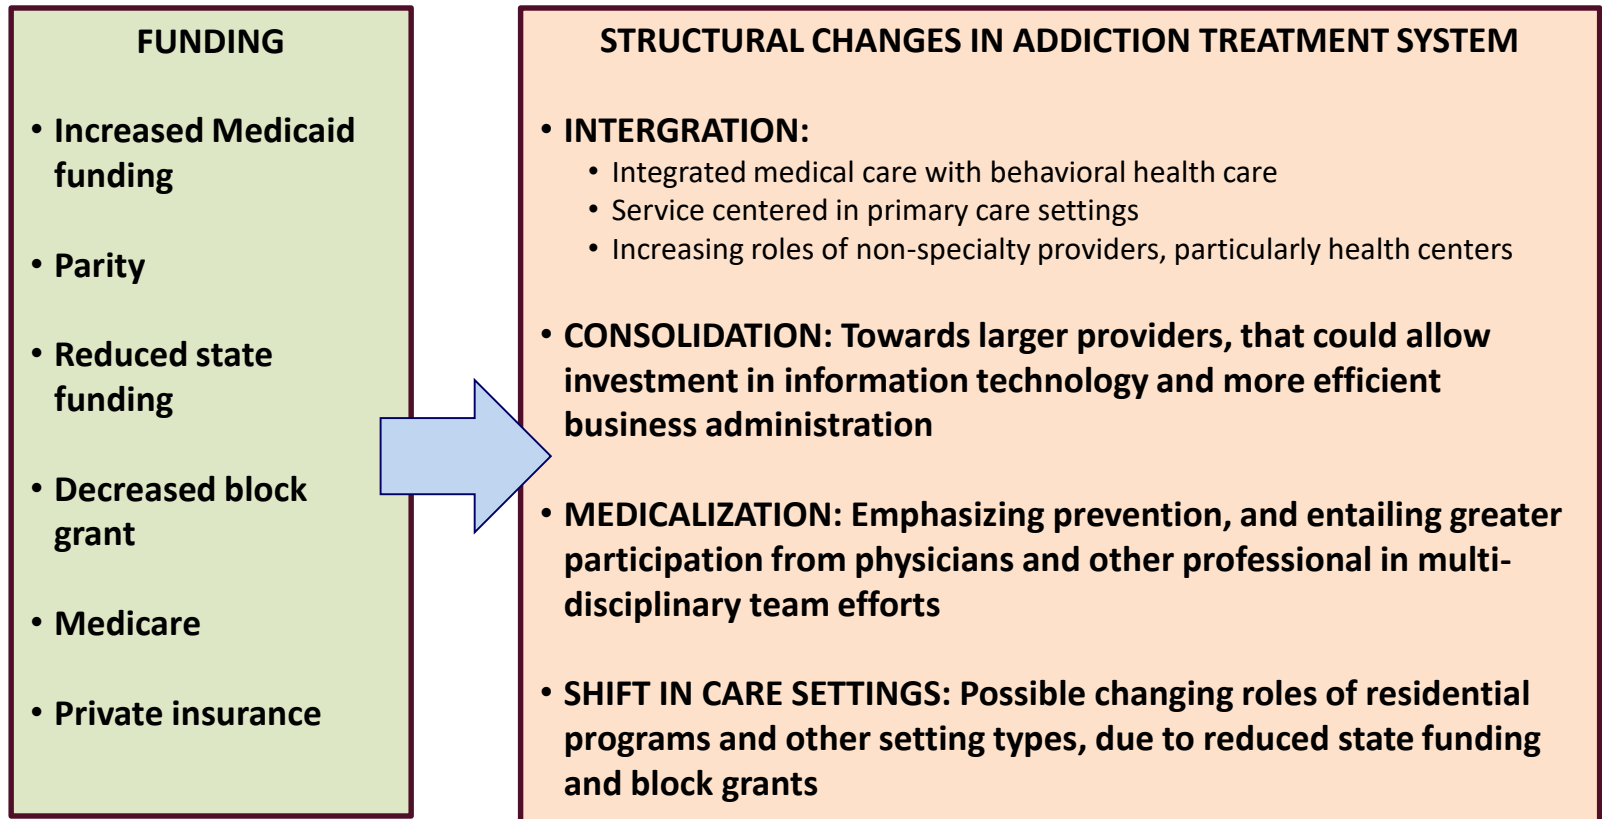 FUNDING
• Increased Medicaid
funding
• Parity
• Reduced state
funding
• Decreased block
grant
• Medicare
• Private insurance
STRUCTURAL CHANGES IN ADDICTION TREATMENT SYSTEM
• INTERGRATION:
• Integrated medical care with behavioral health care
• Service centered in primary care settings
• Increasing roles of non-specialty providers, particularly health centers
• CONSOLIDATION: Towards larger providers, that could allow
investment in information technology and more efficient
business administration
• MEDICALIZATION: Emphasizing prevention, and entailing greater
participation from physicians and other professional in multi-
disciplinary team efforts
• SHIFT IN CARE SETTINGS: Possible changing roles of residential
programs and other setting types, due to reduced state funding
and block grants